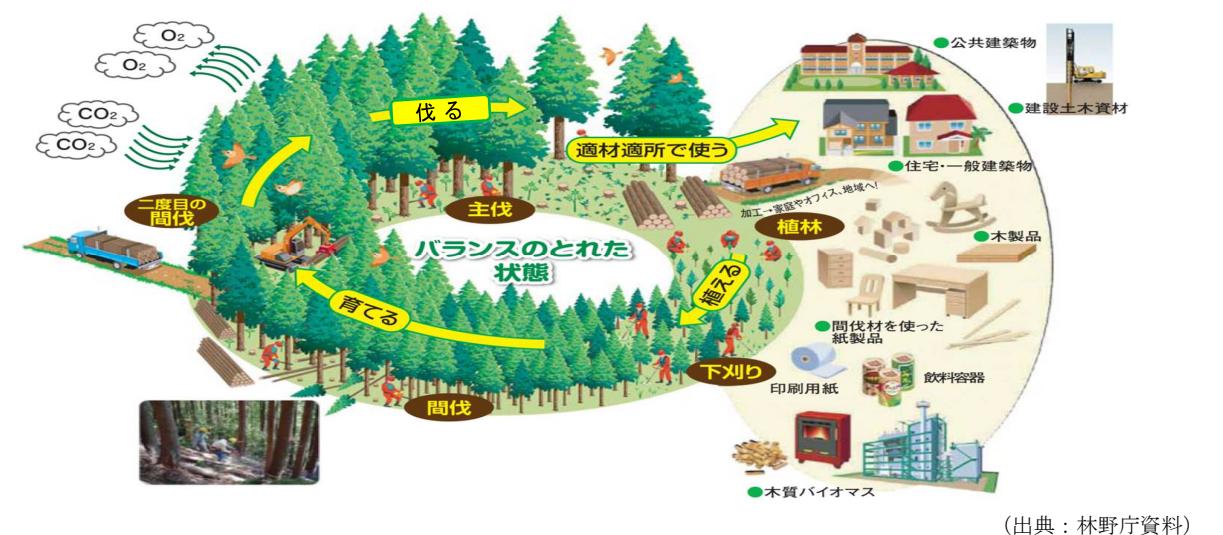 O2
O2
CO2
CO2
伐る
適材適所で使う
公共建築物
建設土木資材
住宅・一般建築物
加工→家庭やオフィス、地域へ!
二度目の
間伐
主伐
植林
バランスのとれた
状態
植える
育てる
木製品
間伐材を使った
紙製品
下刈り
印刷用紙
飲料容器
間伐
木質バイオマス
(出典:林野庁資料)